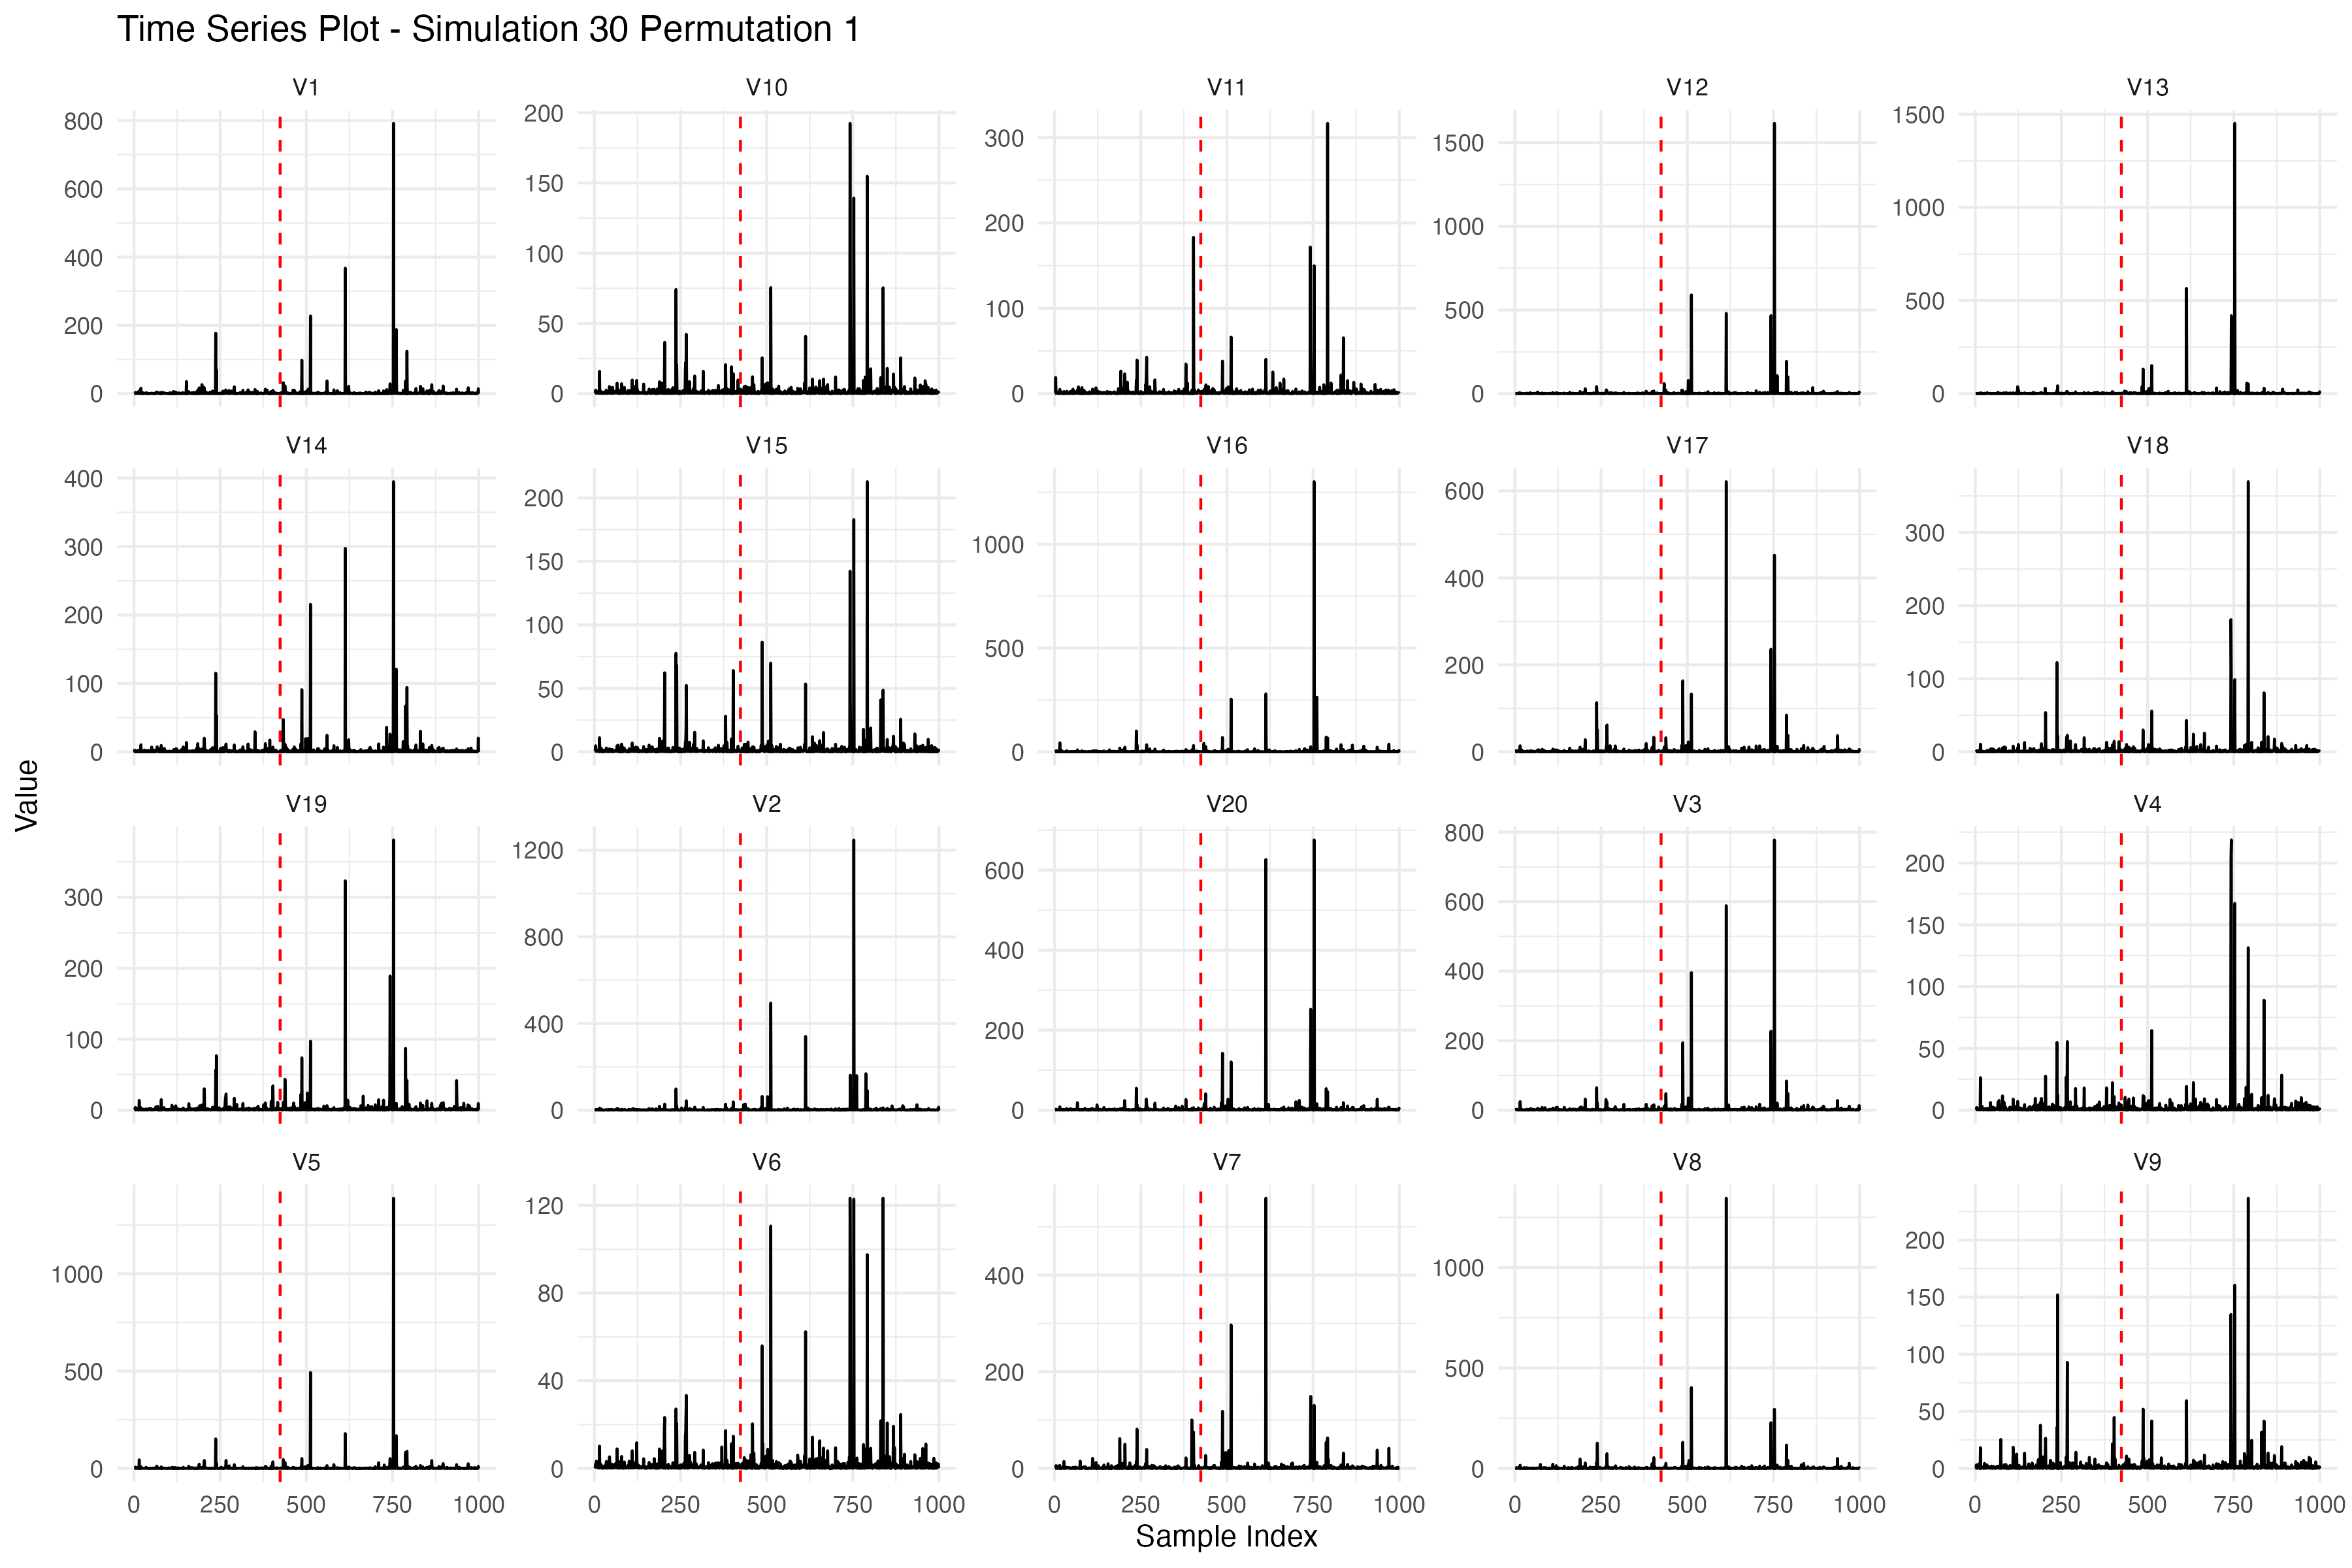 Time Series Plot - Simulation 30 Permutation 1
V1 V10 V11 V12 V13
800 600 400 200 0
200 150 100 50 0
300 200 100 0
1500 1000 500 0
1500 1000 500 0
V14 V15 V16 V17 V18
400 300 200 100 0
200 150 100 50 0
1000 500 0
600 400 200 0
300 200 100 0
Value
V19 V2 V20 V3 V4
300 200 100 0
1200 800 400 0
600 400 200 0
800 600 400 200 0
200 150 100 50 0
V5 V6 V7 V8 V9
1000 500 0
120 80 40 0
400 200 0
1000 500 0
200 150 100 50 0
0 250 500 750 1000
0 250 500 750 1000
0 250 500 750 1000
0 250 500 750 1000
0 250 500 750 1000
Sample Index